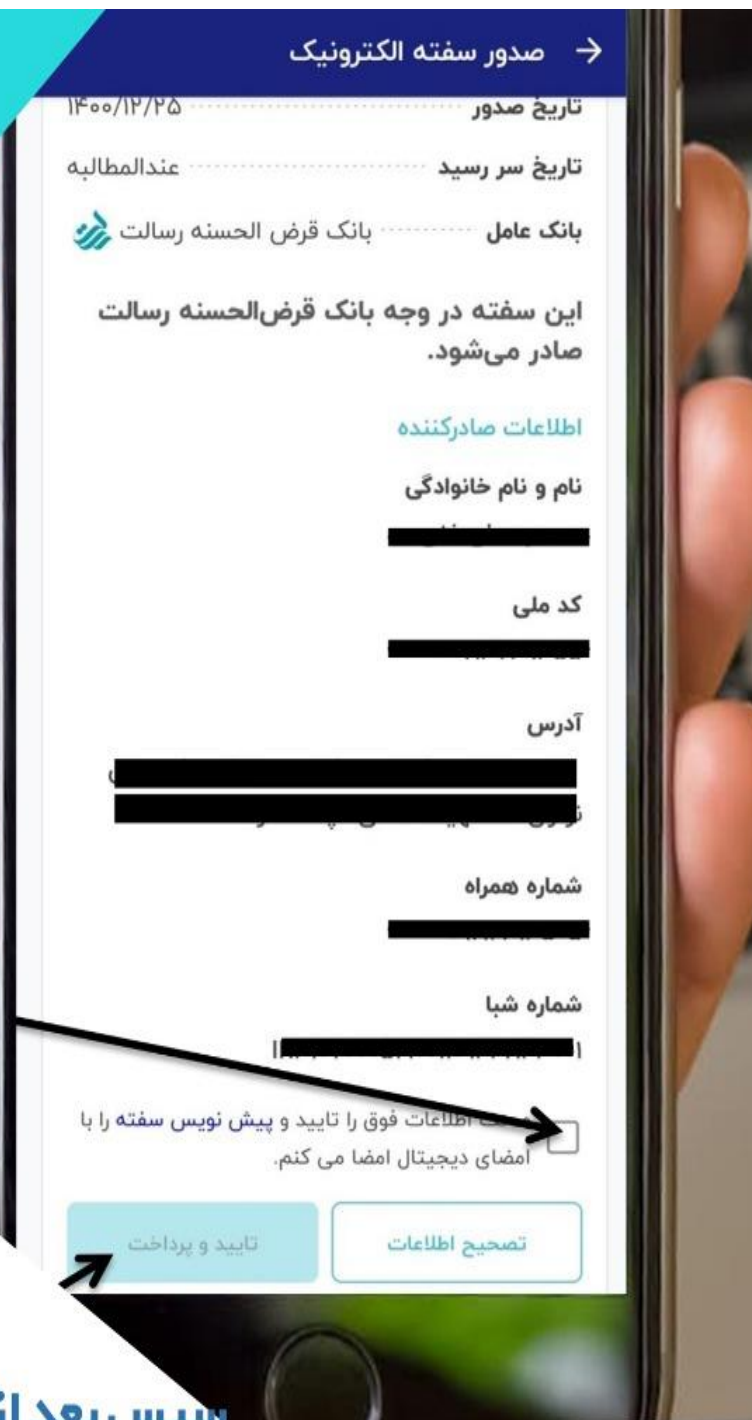 صدور سفته الکترونیک
تاریخ صدور ۱۴۰۰/۱۲/۲۵
تاریخ سر رسید عندالمطالبه
بانک عامل بانک قرض الحسنه رسالت
این سفته در وجه بانک قرض‌الحسنه رسالت
صادر می‌شود.
اطلاعات صادرکننده
نام و نام خانوادگی
کد ملی
آدرس
شماره همراه
شماره شبا
اطلاعات فوق را تایید و پیش نویس سفته را با
امضای دیجیتال امضا می کنم.
تصحیح اطلاعات
تایید و پرداخت
سپس بعد از